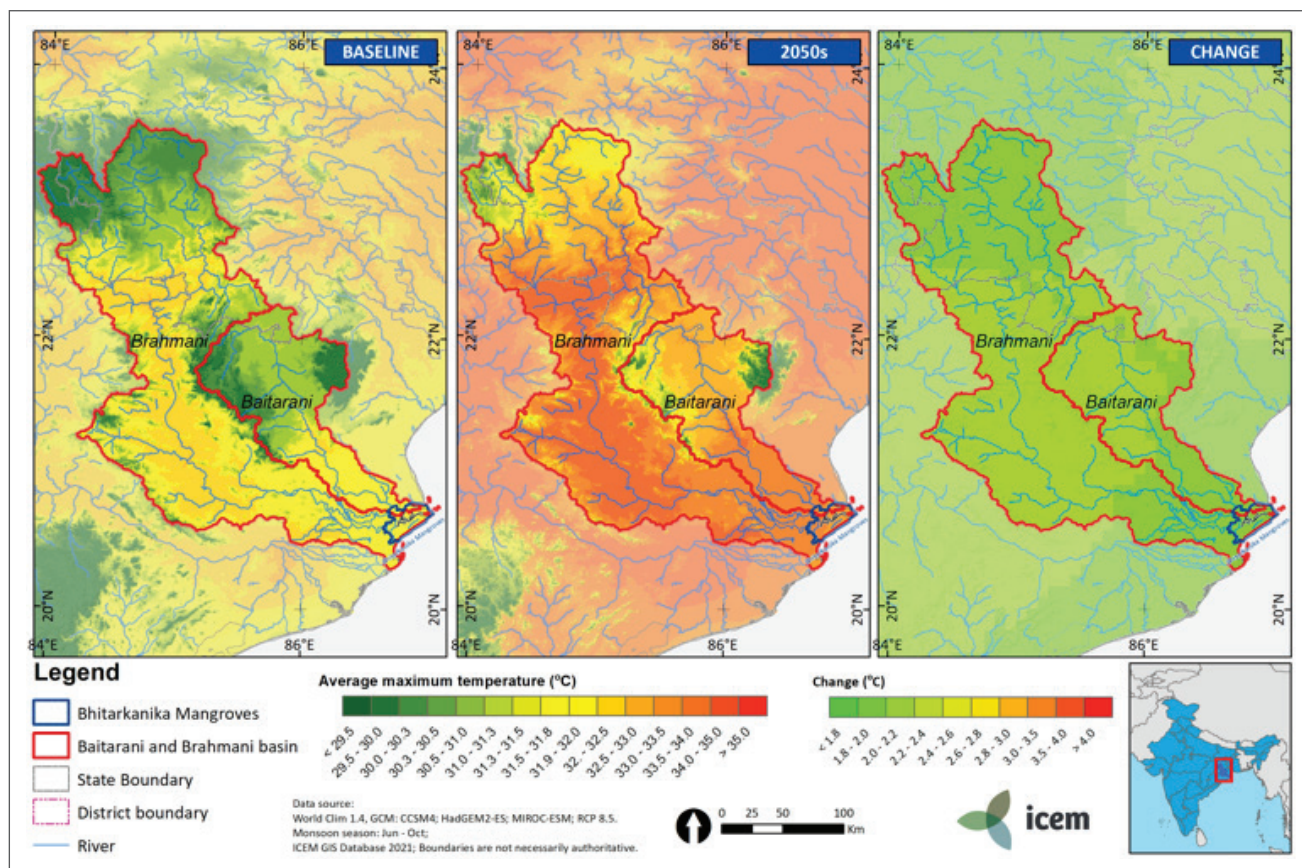 84°E
86°E
BASELINE
24°N
22°N
Brahmani
Baitarani
20°N
84°E
86°E
84°E
86°E
2050s
24°N
22°N
Brahmani
Baitarani
20°N
84°E
86°E
84°E
86°E
CHANGE
24°N
22°N
Brahmani
Baitarani
Mangroves
20°N
84°E
86°E
Legend
Bhitarkanika Mangroves
Baitarani and Brahmani basin
State Boundary
District boundary
River
Average maximum temperature (°C)
< 29.5
29.5 - 30.0
30.0 - 30.3
30.3 - 30.5
30.5 - 31.0
31.0 - 31.3
31.3 - 31.5
31.5 - 31.8
31.9 - 32.0
32. - 32.5
32.5 - 33.0
33.0 - 33.5
33.5 - 34.0
34.0 - 35.0
> 35.0
Change (°C)
< 1.8
1.8 - 2.0
2.0 - 2.2
2.2 - 2.4
2.4 - 2.6
2.6 - 2.8
2.8 - 3.0
3.0 - 3.5
3.5 - 4.0
> 4.0
Data source:
World Clim 1.4, GCM: CCSM4; HadGEM2-ES; MIROC-ESM; RCP 8.5.
Monsoon season: Jun - Oct;
ICEM GIS Database 2021; Boundaries are not necessarily authoritative.
0 25 50 100
Km
icem